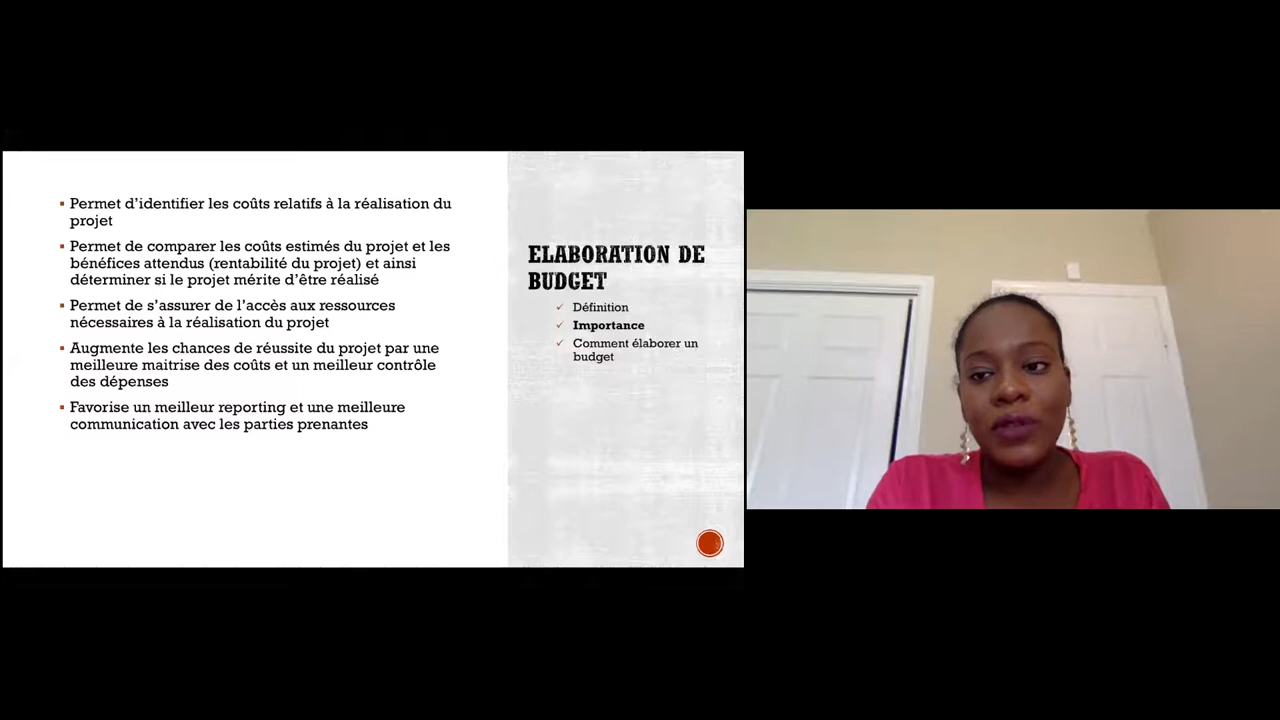 Permet d'identifier les coûts relatifs à la réalisation du
projet
Permet de comparer les coûts estimés du projet et les
bénéfices attendus (rentabilité du projet) et ainsi
déterminer si le projet mérite d'être réalisé
Permet de s'assurer de l'accès aux ressources
nécessaires à la réalisation du projet
Augmente les chances de réussite du projet par une
meilleure maitrise des coûts et un meilleur contrôle
des dépenses
Favorise un meilleur reporting et une meilleure
communication avec les parties prenantes
ELABORATION DE
BUDGET
Définition
Importance
Comment élaborer un
budget